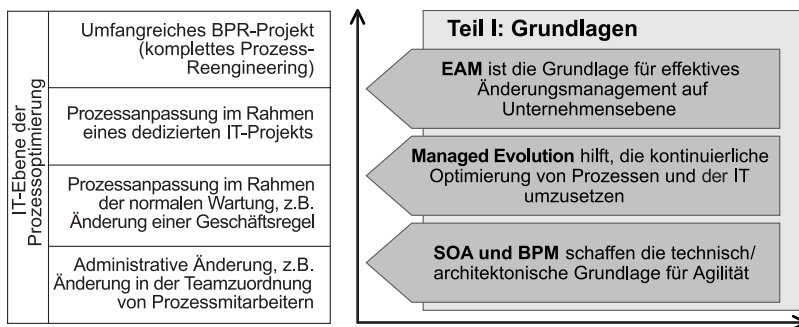 IT-Ebene der
Prozessoptimierung
Umfangreiches BPR-Projekt
(komplettes Prozess-
Reengineering)
Prozessanpassung im Rahmen
eines dedizierten IT-Projekts
Prozessanpassung im Rahmen
der normalen Wartung, z.B.
Änderung einer Geschäftsregel
Administrative Änderung, z.B.
Änderung in der Teamzuordnung
von Prozessmitarbeitern
Teil I: Grundlagen
EAM ist die Grundlage für effektives
Änderungsmanagement auf
Unternehmensebene
Managed Evolution hilft, die kontinuierliche
Optimierung von Prozessen und der IT
umzusetzen
SOA und BPM schaffen die technisch/
architektonische Grundlage für Agilität